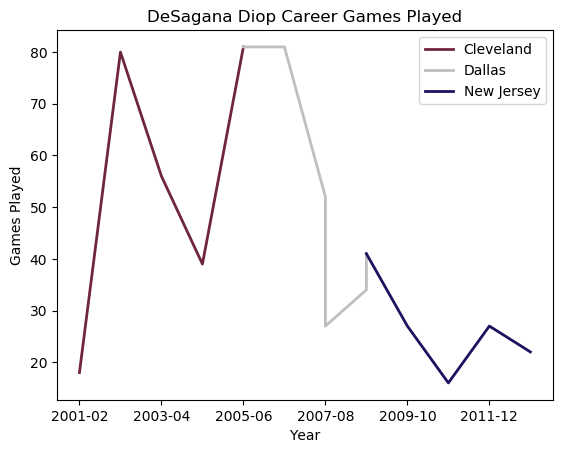 DeSagana Diop Career Games Played
Cleveland
Dallas
New Jersey
Games Played
80
70
60
50
40
30
20
2001-02 2003-04 2005-06 2007-08 2009-10 2011-12
Year